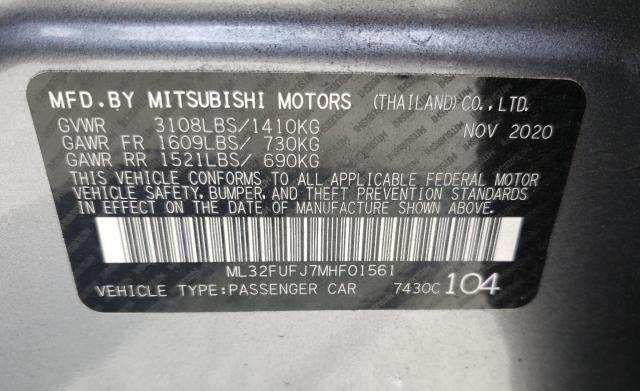 MFD.BY MITSUBISHI MOTORS (THAILAND)CO.,LTD.
GVWR 3108LBS/1410KG NOV 2020
GAWR FR 1609LBS/ 730KG
GAWR RR 1521LBS/ 690KG
THIS VEHICLE CONFORMS TO ALL APPLICABLE FEDERAL MOTOR
VEHICLE SAFETY, BUMPER, AND THEFT PREVENTION STANDARDS
IN EFFECT ON THE DATE OF MANUFACTURE SHOWN ABOVE.
ML32FUFJ7MHF01561
VEHICLE TYPE:PASSENGER CAR 7430C 104